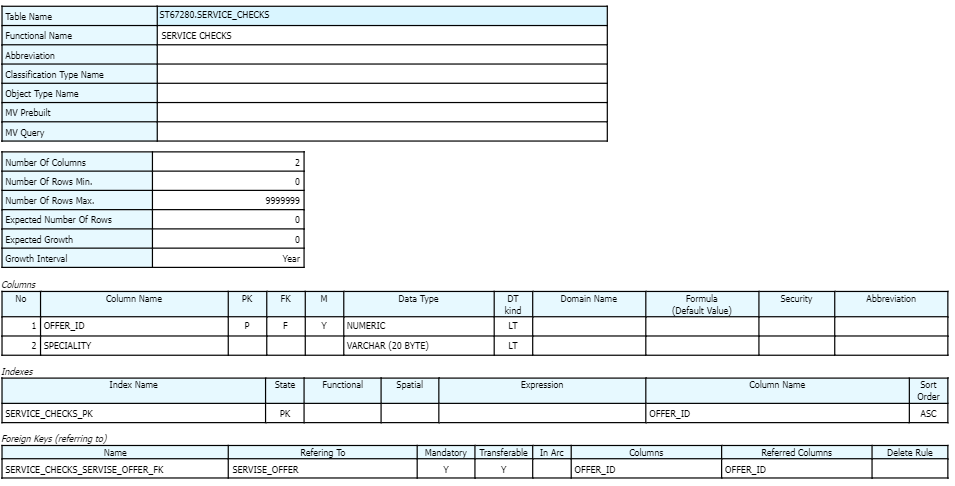 Table Name ST67280.SERVICE_CHECKS
Functional Name SERVICE CHECKS
Abbreviation
Classification Type Name
Object Type Name
MV Prebuilt
MV Query
Number Of Columns 2
Number Of Rows Min. 0
Number Of Rows Max. 9999999
Expected Number Of Rows 0
Expected Growth 0
Growth Interval Year
Columns
No Column Name PK FK M Data Type DT kind Domain Name Formula (Default Value) Security Abbreviation
1 OFFER_ID P F Y NUMERIC LT
2 SPECIALITY VARCHAR (20 BYTE) LT
Indexes
Index Name State Functional Spatial Expression Column Name Sort Order
SERVICE_CHECKS_PK PK OFFER_ID ASC
Foreign Keys (referring to)
Name Refering To Mandatory Transferable In Arc Columns Referred Columns Delete Rule
SERVICE_CHECKS_SERVISE_OFFER_FK SERVISE_OFFER Y Y OFFER_ID OFFER_ID